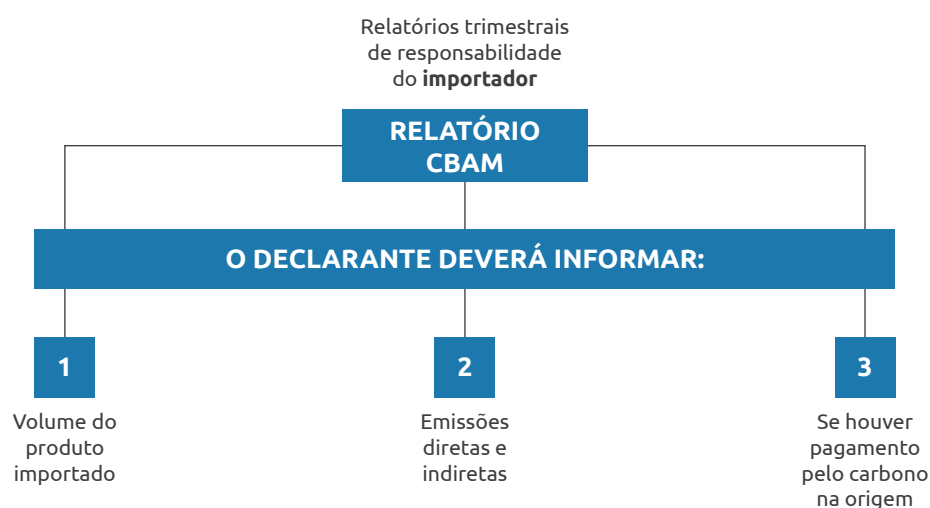 Relatórios trimestrais
de responsabilidade
do importador
RELATÓRIO
CBAM
O DECLARANTE DEVERÁ INFORMAR:
1
Volume do
produto
importado
2
Emissões
diretas e
indiretas
3
Se houver
pagamento
pelo carbono
na origem